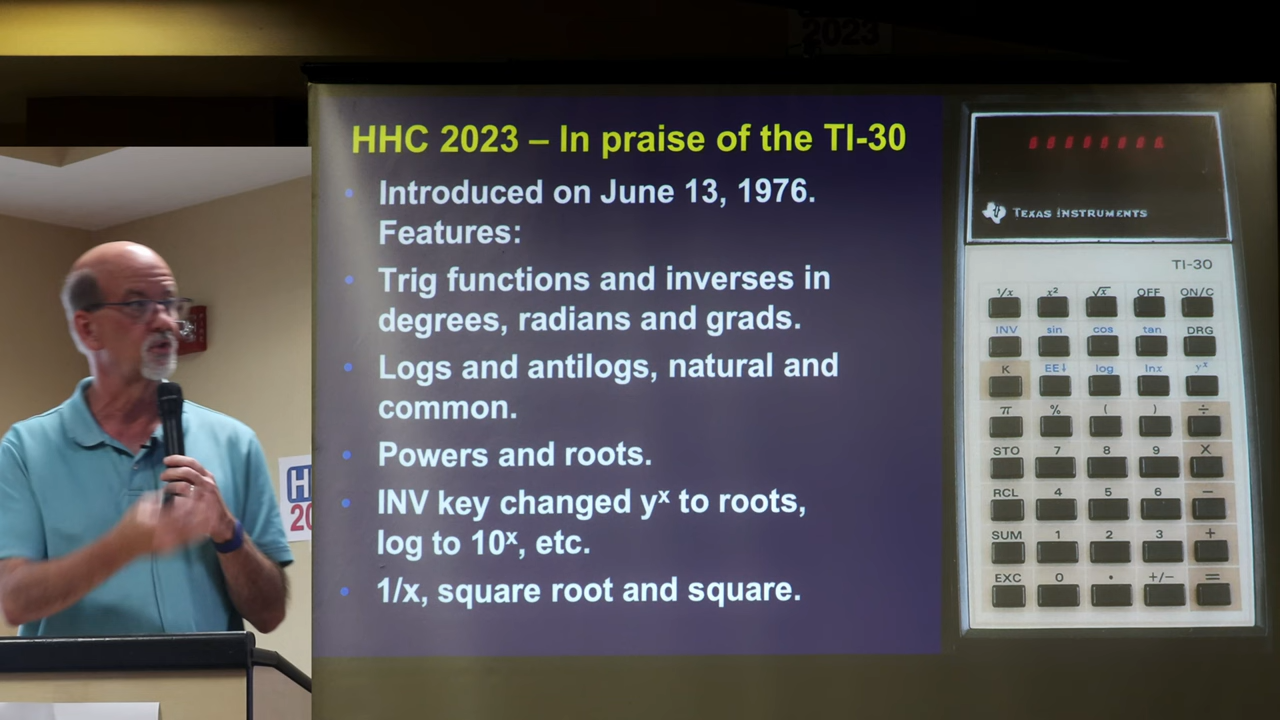 2023
HHC 2023 – In praise of the TI-30
• Introduced on June 13, 1976.
Features:
• Trig functions and inverses in
degrees, radians and grads.
• Logs and antilogs, natural and
common.
• Powers and roots.
• INV key changed yˣ to roots,
log to 10ˣ, etc.
• 1/x, square root and square.
TEXAS INSTRUMENTS
TI-30
1/x x² √x OFF ON/C
INV sin cos tan DRG
K EE↓ log lnx yˣ
π % ( ) ÷
STO 7 8 9 X
RCL 4 5 6 −
SUM 1 2 3 +
EXC 0 . +/− =
H
20